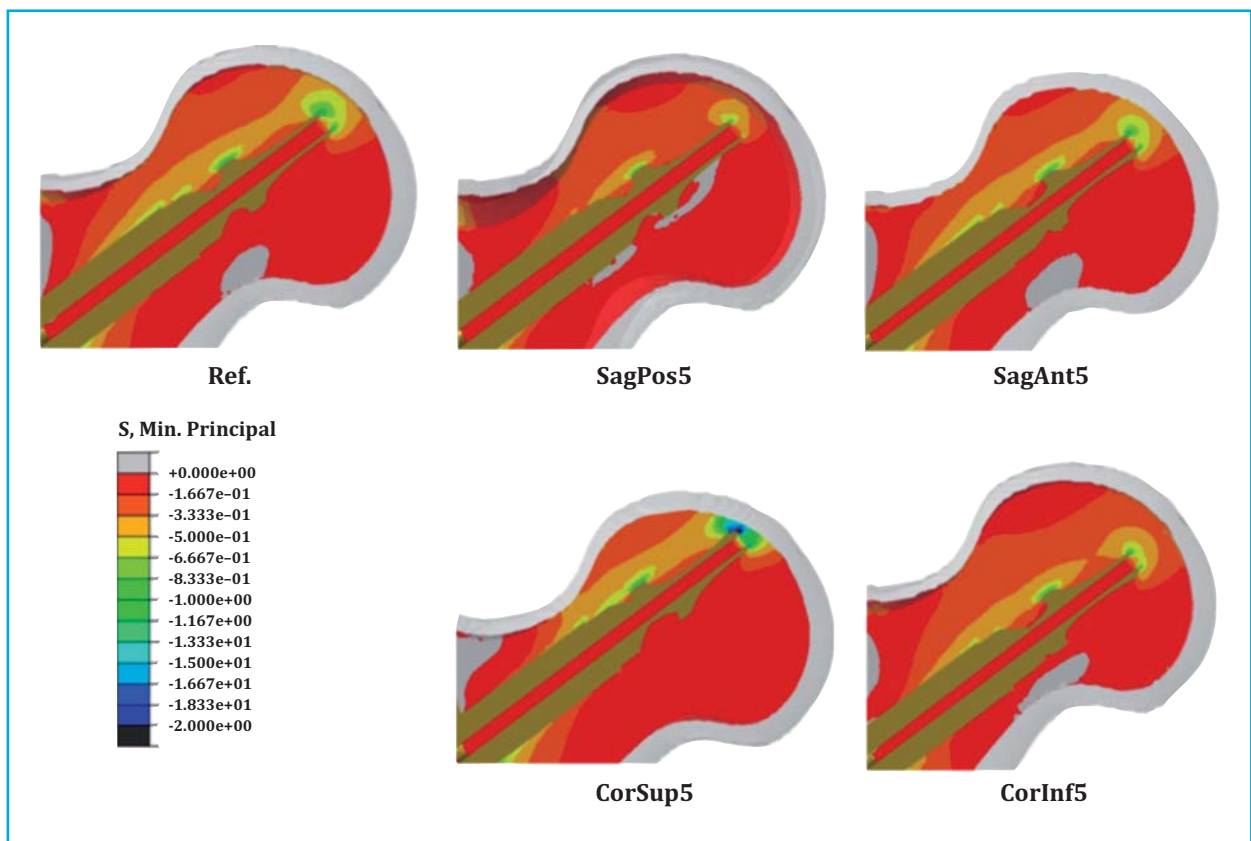 Ref.
SagPos5
SagAnt5
S, Min. Principal
+0.000e+00
-1.667e–01
-3.333e–01
-5.000e–01
-6.667e–01
-8.333e–01
-1.000e+00
-1.167e+00
-1.333e+01
-1.500e+01
-1.667e+01
-1.833e+01
-2.000e+00
CorSup5
CorInf5